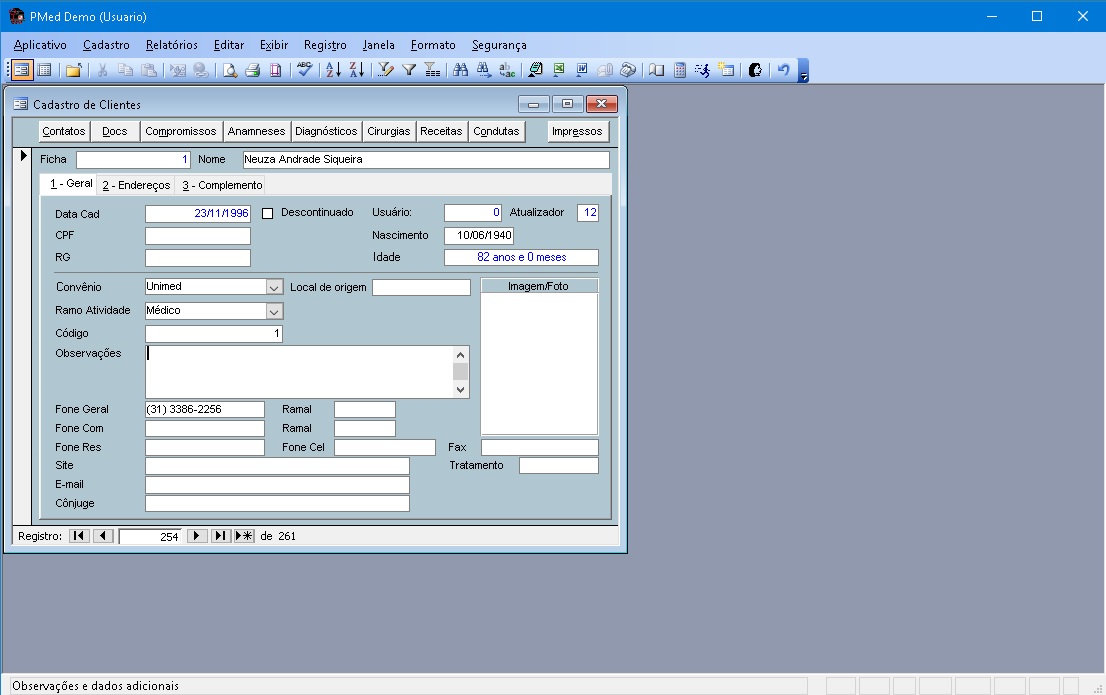 PMed Demo (Usuario)
Aplicativo Cadastro Relatórios Editar Exibir Registro Janela Formato Segurança
Cadastro de Clientes
Contatos Docs Compromissos Anamneses Diagnósticos Cirurgias Receitas Condutas Impressos
Ficha 1 Nome Neuza Andrade Siqueira
1 - Geral 2 - Endereços 3 - Complemento
Data Cad 23/11/1996 Descontinuado Usuário: 0 Atualizador 12
CPF Nascimento 10/06/1940
RG Idade 82 anos e 0 meses
Convênio Unimed Local de origem Imagem/Foto
Ramo Atividade Médico
Código 1
Observações
Fone Geral (31) 3386-2256 Ramal
Fone Com Ramal
Fone Res Fone Cel Fax
Site Tratamento
E-mail
Cônjuge
Registro: 254 de 261
Observações e dados adicionais